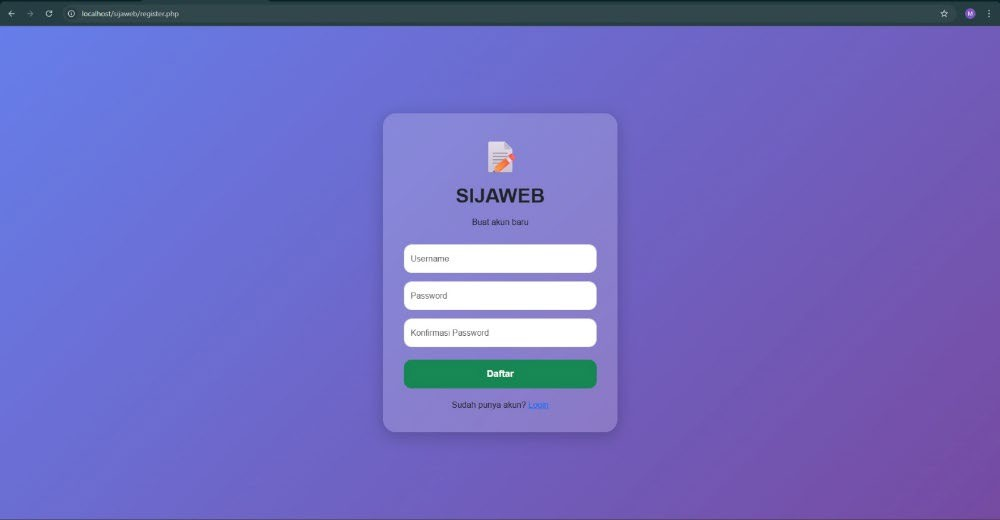 localhost/sijaweb/register.php
M
SIJAWEB
Buat akun baru
Username
Password
Konfirmasi Password
Daftar
Sudah punya akun? Login